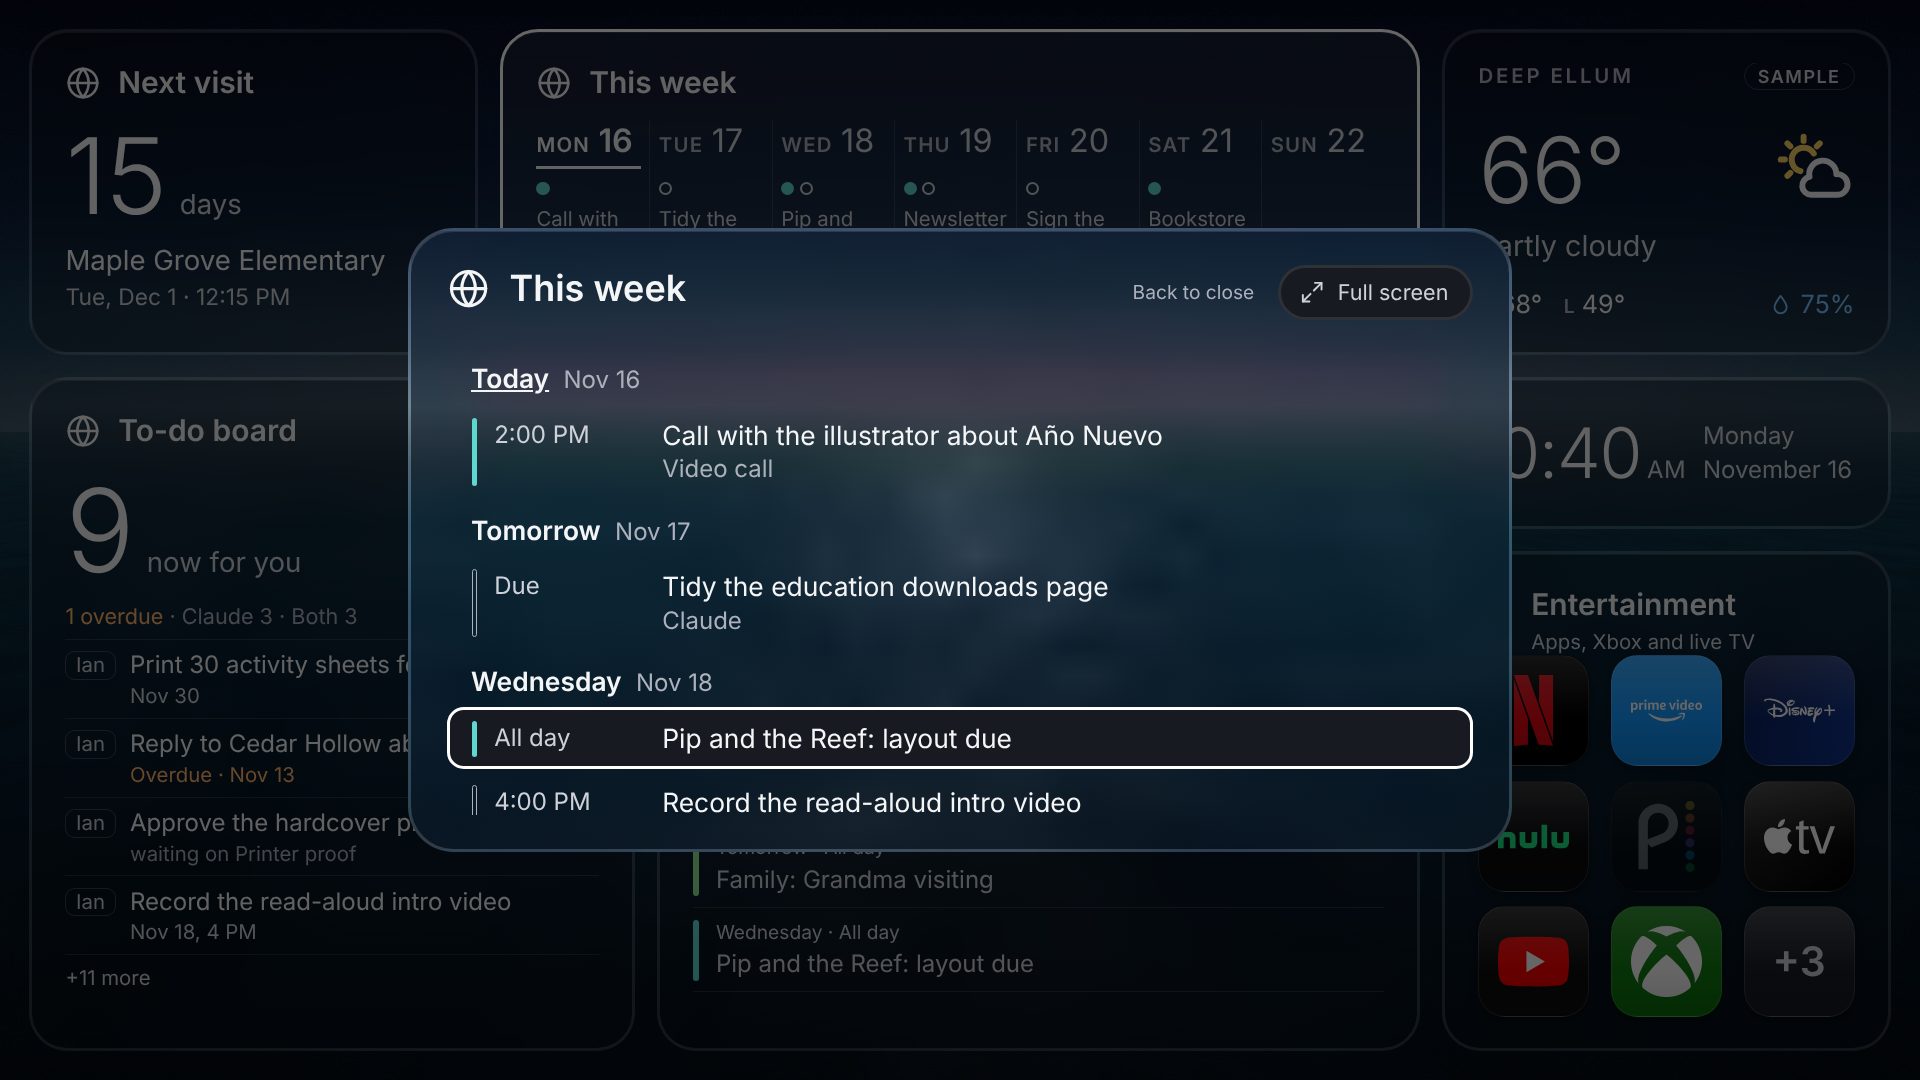 Next visit
15 days
Maple Grove Elementary
Tue, Dec 1 · 12:15 PM
This week
MON 16 TUE 17 WED 18 THU 19 FRI 20 SAT 21 SUN 22
Call with Tidy the Pip and Newsletter Sign the Bookstore
DEEP ELLUM SAMPLE
66°
cloudy
L 49° 75%
This week
Back to close Full screen
Today Nov 16
2:00 PM Call with the illustrator about Año Nuevo
Video call
Tomorrow Nov 17
Due Tidy the education downloads page
Claude
Wednesday Nov 18
All day Pip and the Reef: layout due
4:00 PM Record the read-aloud intro video
To-do board
9 now for you
1 overdue · Claude 3 · Both 3
Ian Print 30 activity sheets
Nov 30
Ian Reply to Cedar Hollow
Overdue · Nov 13
Ian Approve the hardcover
waiting on Printer proof
Ian Record the read-aloud intro video
Nov 18, 4 PM
+11 more
Family: Grandma visiting
Wednesday · All day
Pip and the Reef: layout due
:40 AM
Monday
November 16
Entertainment
Apps, Xbox and live TV
N prime video Disney+
hulu P tv
+3